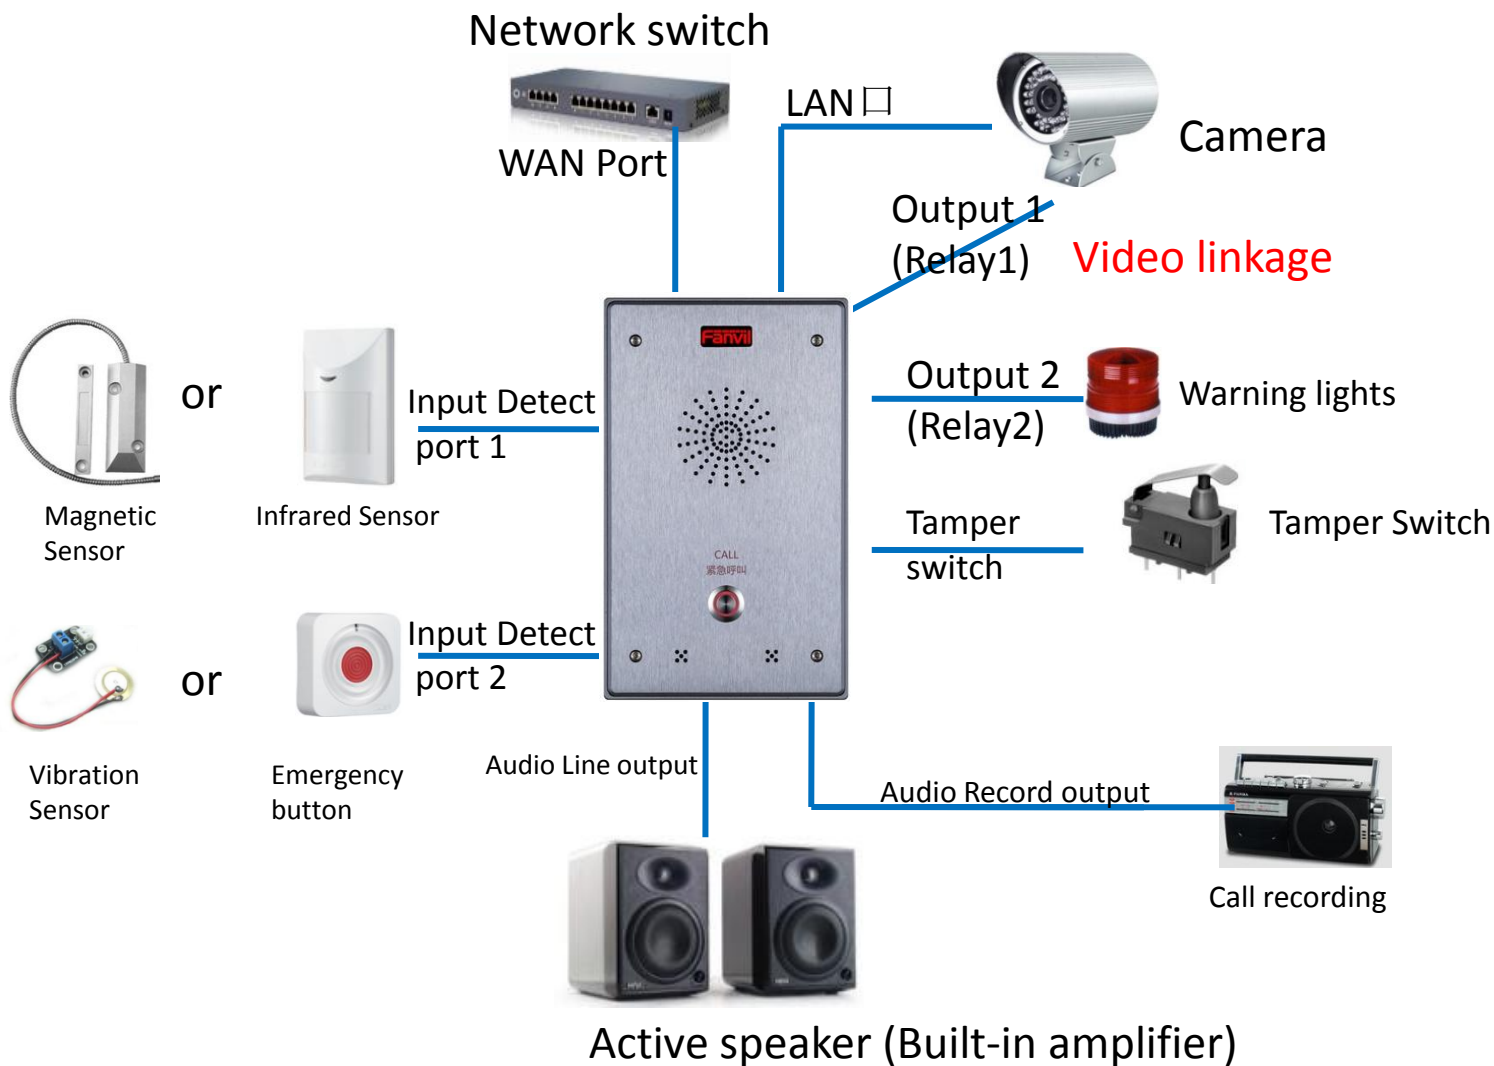 Network switch
LAN口
WAN Port
Camera
Output 1
(Relay1)
Video linkage
Fanvil
or
Input Detect
port 1
Output 2
(Relay2)
Warning lights
Magnetic
Sensor
Infrared Sensor
Tamper
switch
Tamper Switch
CALL
紧急呼叫
Input Detect
port 2
or
Vibration
Sensor
Emergency
button
Audio Line output
Audio Record output
Call recording
Active speaker (Built-in amplifier)